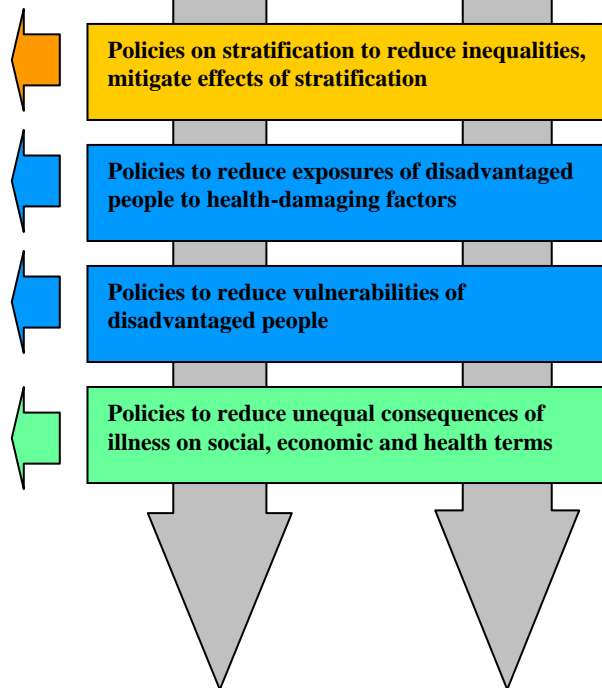 Policies on stratification to reduce inequalities,
mitigate effects of stratification
Policies to reduce exposures of disadvantaged
people to health-damaging factors
Policies to reduce vulnerabilities of
disadvantaged people
Policies to reduce unequal consequences of
illness on social, economic and health terms